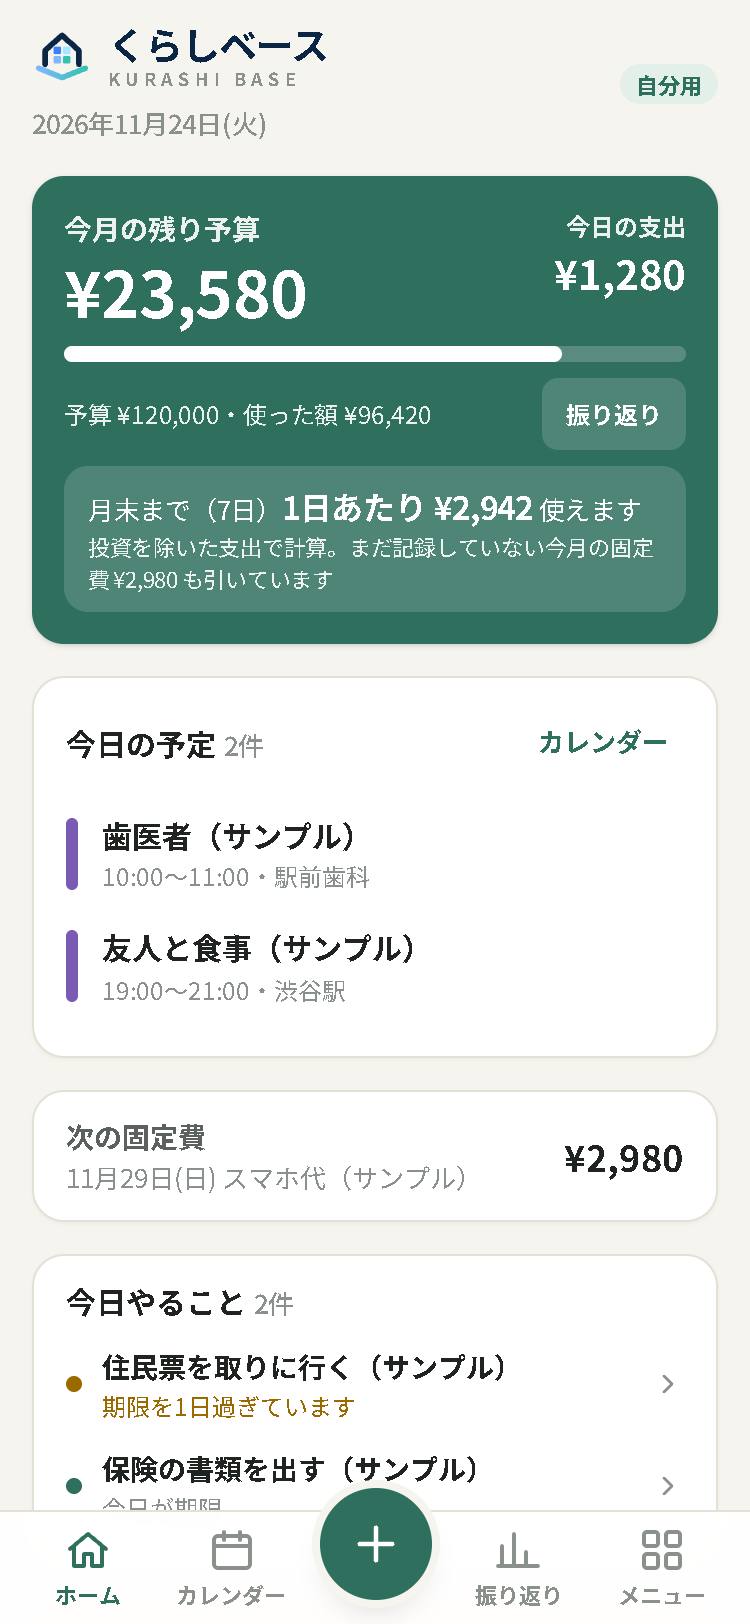 くらしベース
KURASHI BASE
自分用
2026年11月24日(火)
今月の残り予算
今日の支出
¥23,580
¥1,280
予算 ¥120,000・使った額 ¥96,420
振り返り
月末まで（7日）1日あたり ¥2,942 使えます
投資を除いた支出で計算。まだ記録していない今月の固定
費 ¥2,980 も引いています
今日の予定 2件
カレンダー
歯医者（サンプル）
10:00〜11:00・駅前歯科
友人と食事（サンプル）
19:00〜21:00・渋谷駅
次の固定費
11月29日(日) スマホ代（サンプル）
¥2,980
今日やること 2件
住民票を取りに行く（サンプル）
期限を1日過ぎています
保険の書類を出す（サンプル）
今日が期限
ホーム
カレンダー
振り返り
メニュー